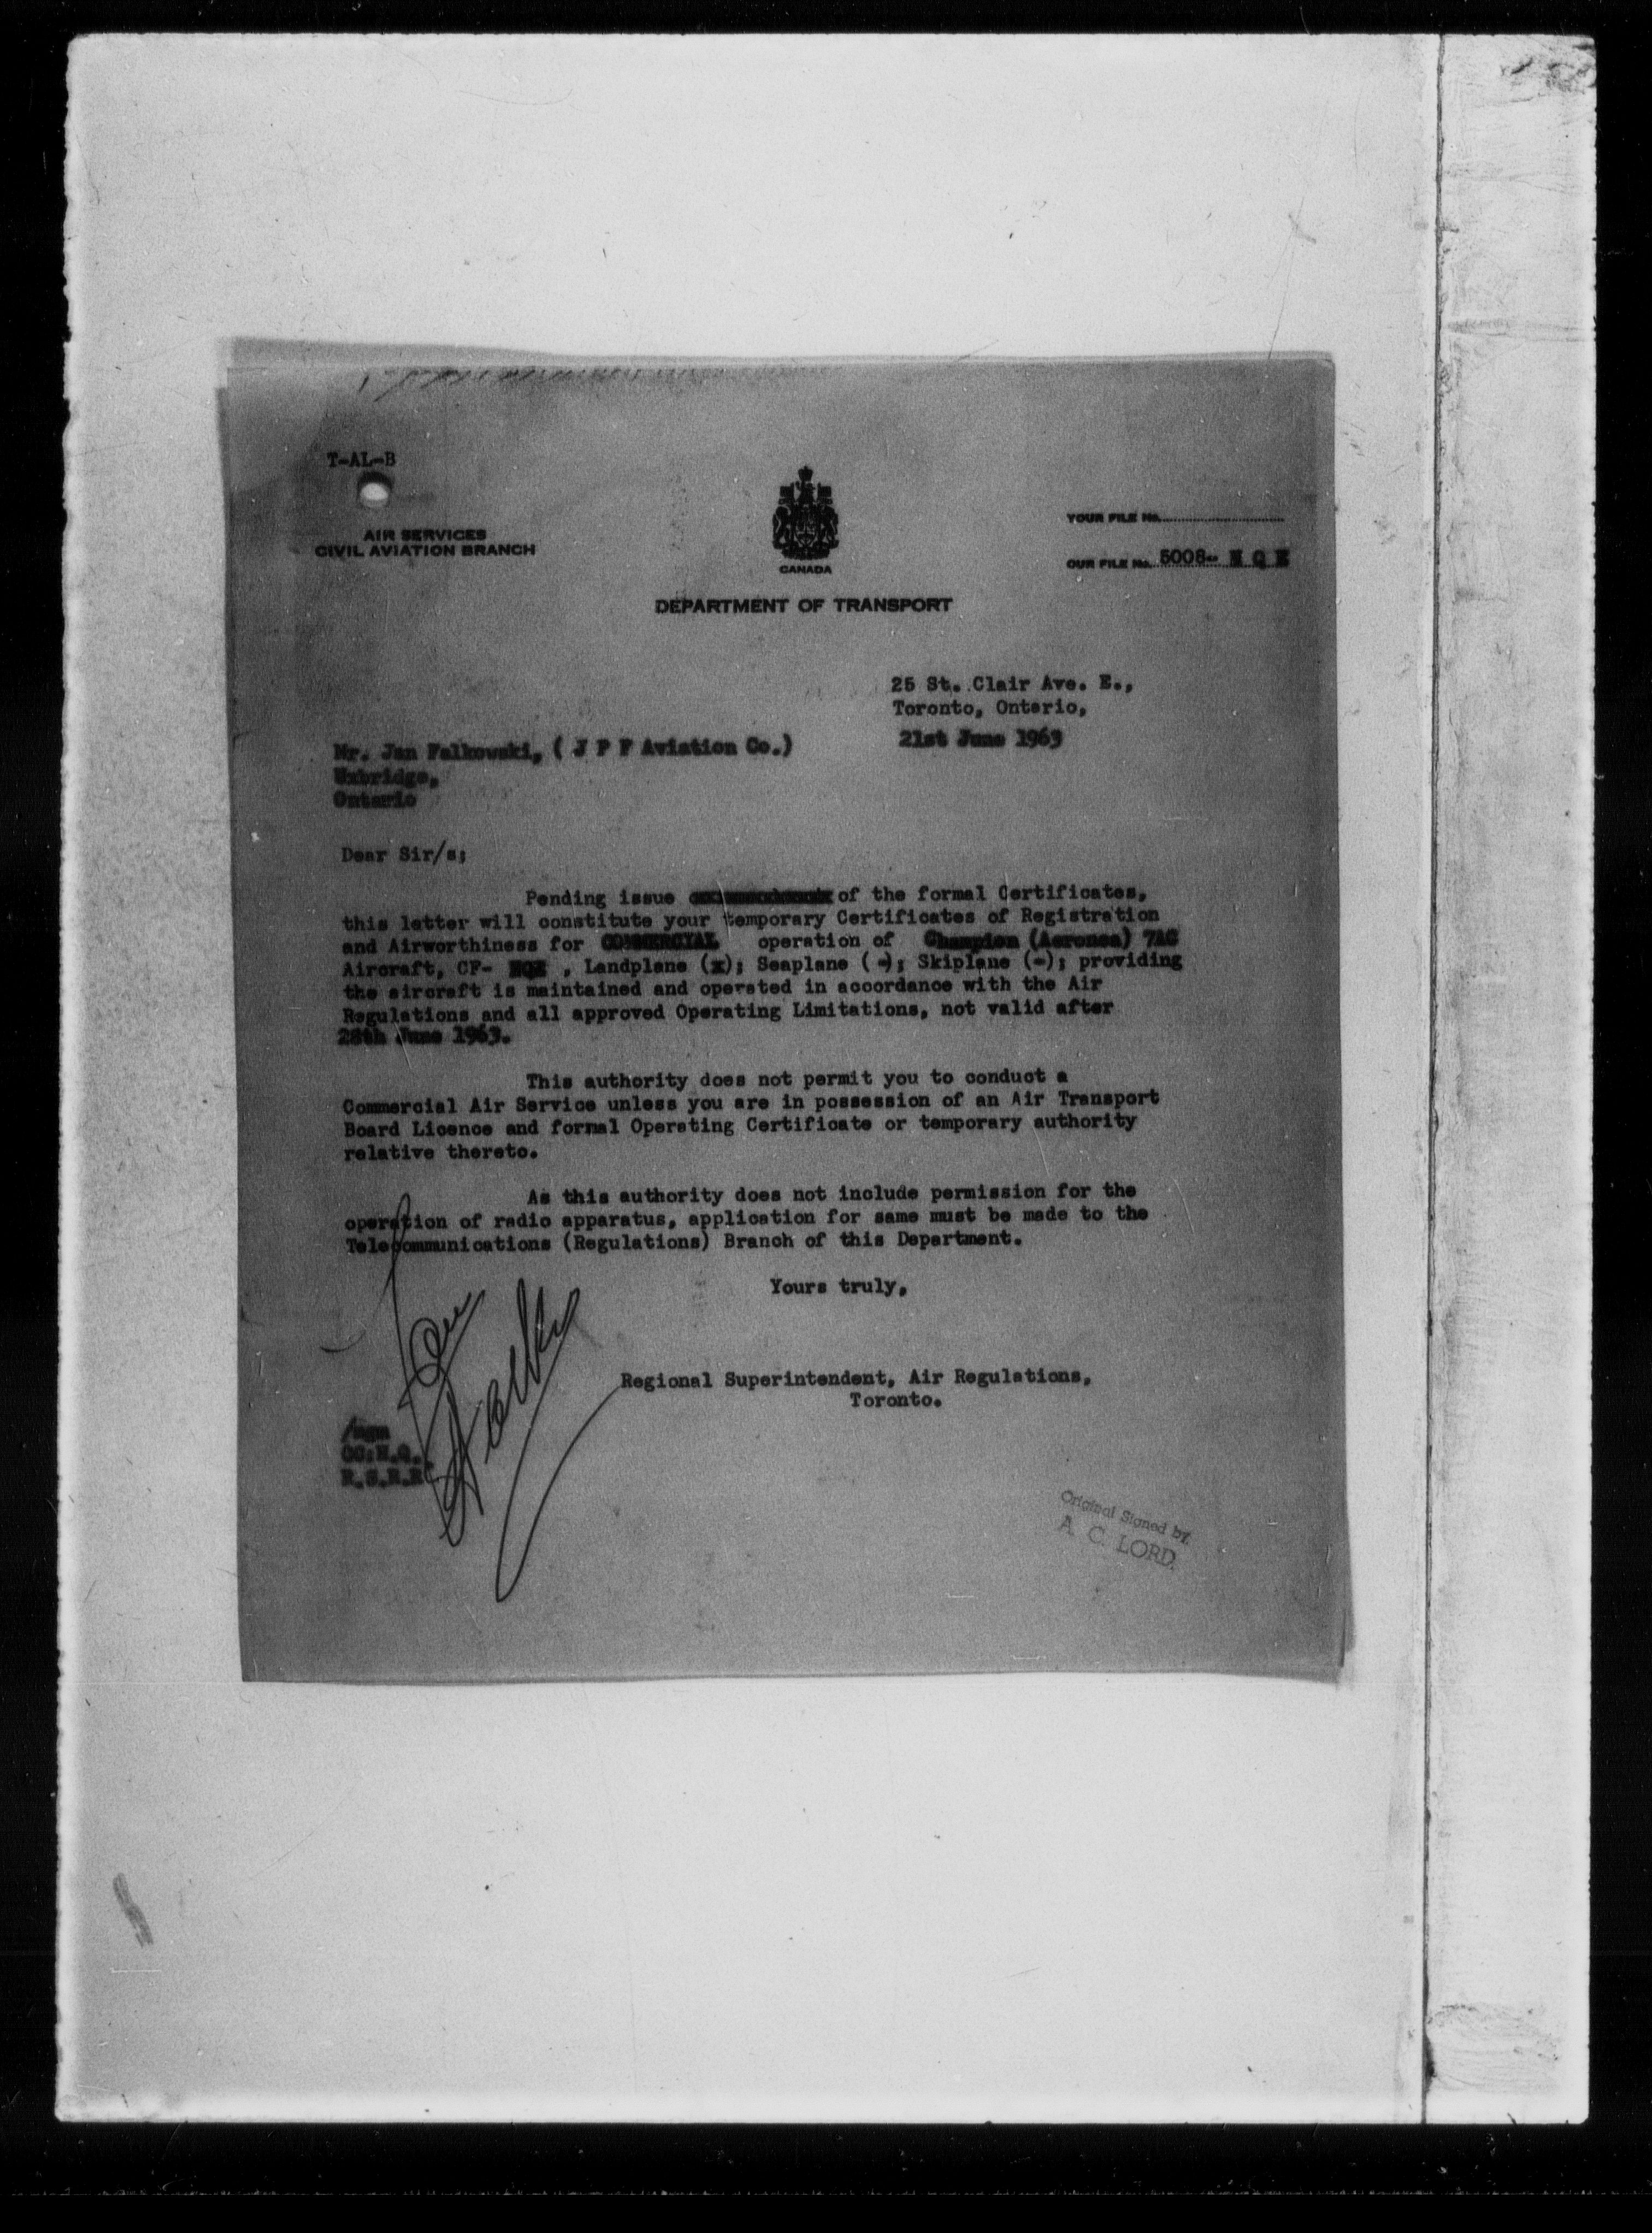 T-AL-B
AIR SERVICES
CIVIL AVIATION BRANCH
CANADA
YOUR FILE No.
OUR FILE No. 5008-
DEPARTMENT OF TRANSPORT
25 St. Clair Ave. E.,
Toronto, Ontario,
21st June 1963
Mr. Jan Falkowski, ( J P F Aviation Co.)
Uxbridge,
Ontario
Dear Sir/s;
Pending issue of the formal Certificates,
this letter will constitute your temporary Certificates of Registration
and Airworthiness for COMMERCIAL operation of Champion (Aeronca) 7AC
Aircraft, CF- , Landplane (x); Seaplane (-); Skiplane (-); providing
the aircraft is maintained and operated in accordance with the Air
Regulations and all approved Operating Limitations, not valid after
28th June 1963.
This authority does not permit you to conduct a
Commercial Air Service unless you are in possession of an Air Transport
Board Licence and formal Operating Certificate or temporary authority
relative thereto.
As this authority does not include permission for the
operation of radio apparatus, application for same must be made to the
Telecommunications (Regulations) Branch of this Department.
Yours truly,
Regional Superintendent, Air Regulations,
Toronto.
/mgm
CC:H.Q.
Original Signed by
A. C. LORD.